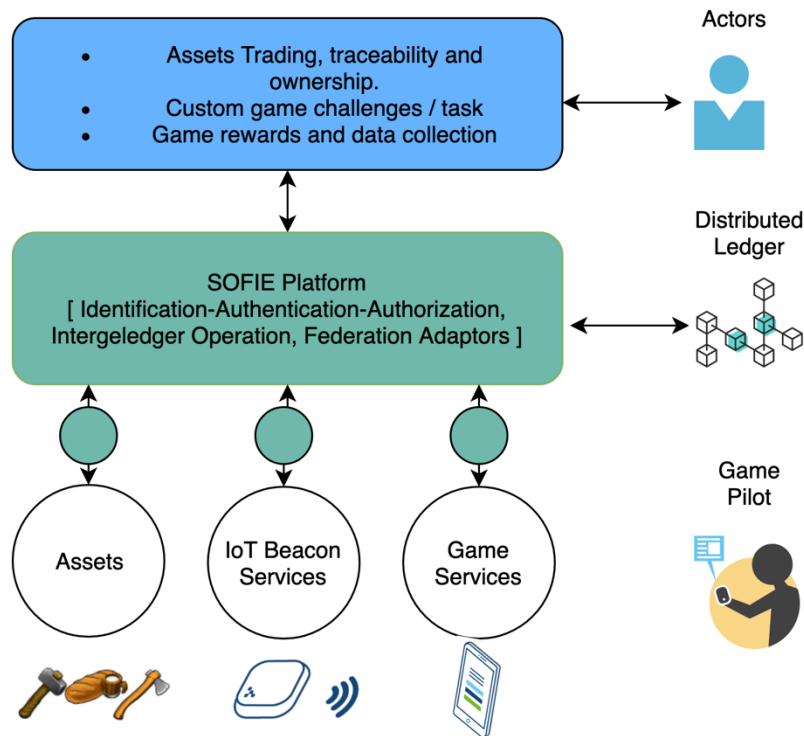 Actors
• Assets Trading, traceability and
ownership.
• Custom game challenges / task
• Game rewards and data collection
Distributed
Ledger
SOFIE Platform
[ Identification-Authentication-Authorization,
Intergeledger Operation, Federation Adaptors ]
Game
Pilot
Assets
IoT Beacon
Services
Game
Services